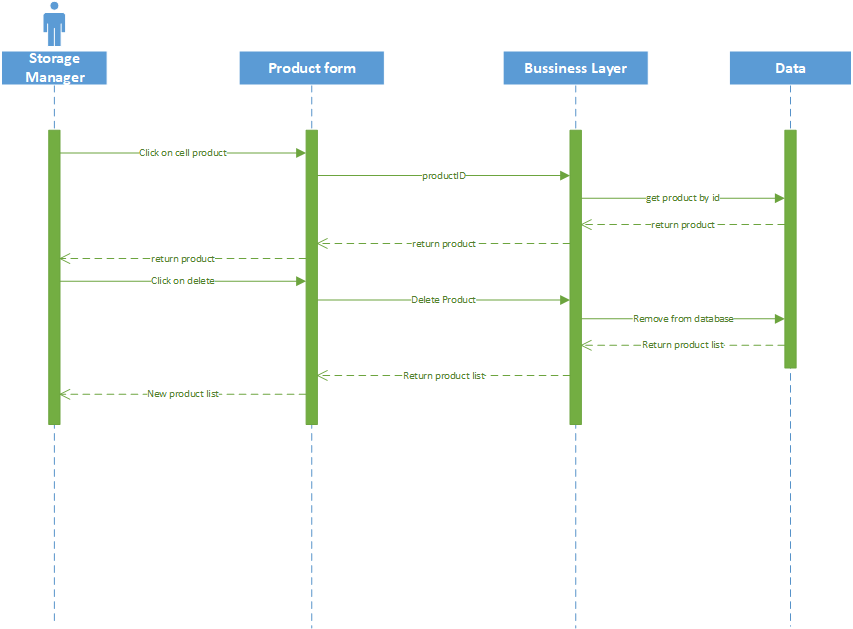 Storage
Manager
Product form
Bussiness Layer
Data
Click on cell product
productID
get product by id
return product
return product
return product
Click on delete
Delete Product
Remove from database
Return product list
Return product list
New product list